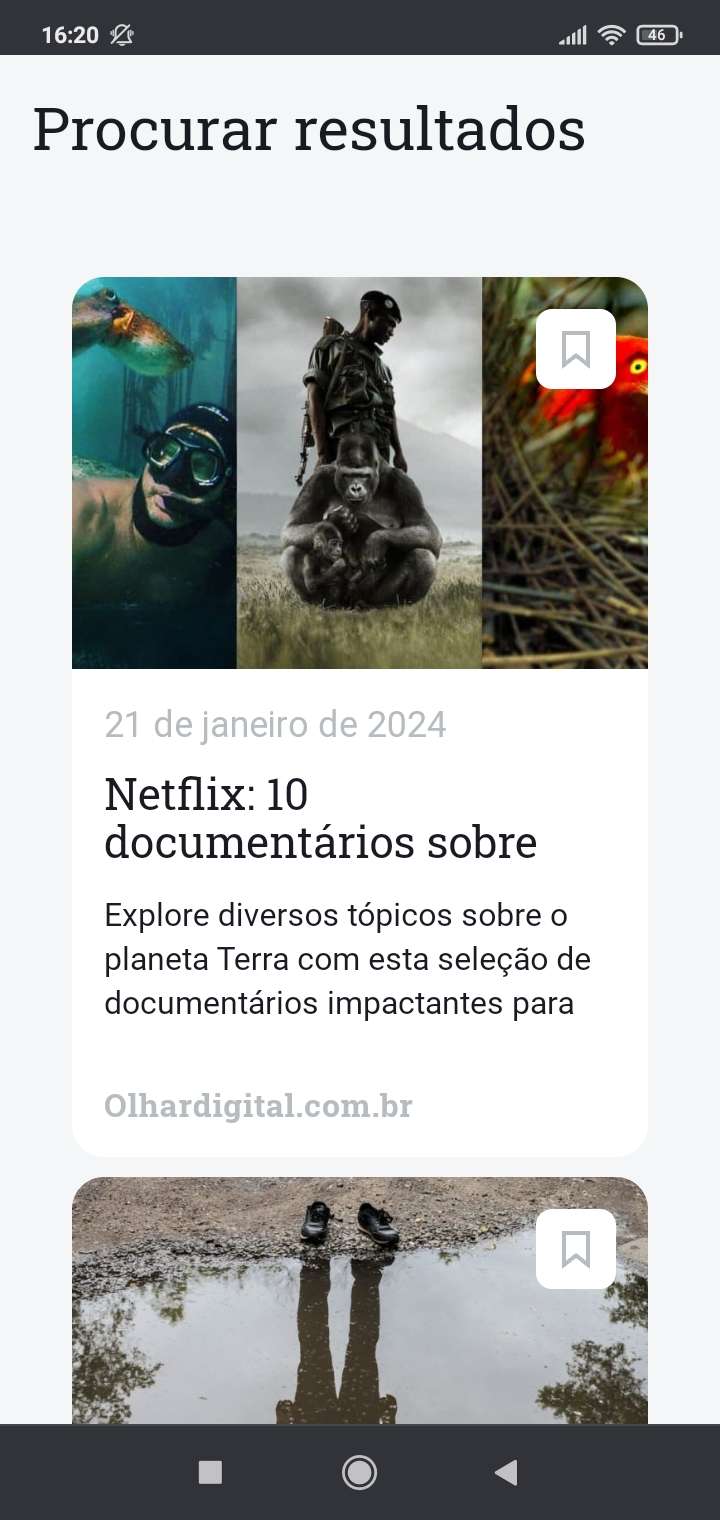 16:20
46
Procurar resultados
21 de janeiro de 2024
Netflix: 10
documentários sobre
Explore diversos tópicos sobre o
planeta Terra com esta seleção de
documentários impactantes para
Olhardigital.com.br